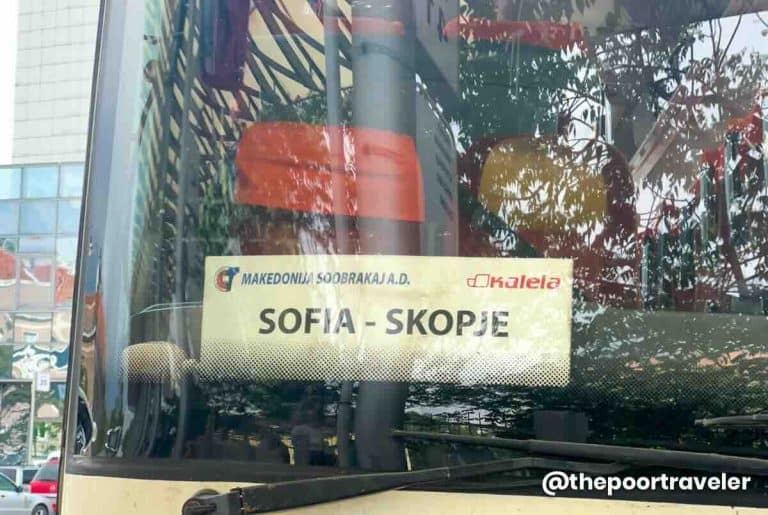 MAKEDONIJA SOOBRAKAJ A.D. Kalela
SOFIA - SKOPJE
@thepoortraveler